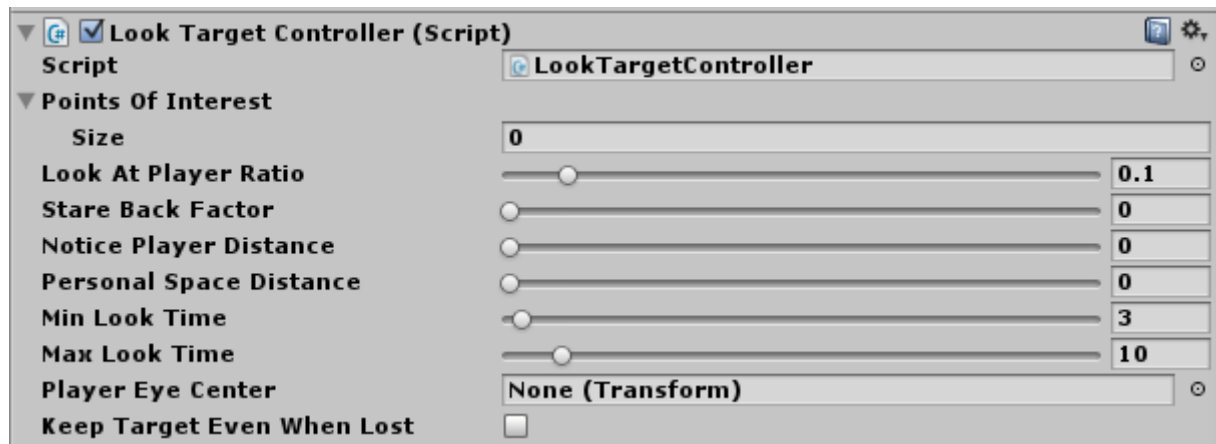 Look Target Controller (Script)
Script LookTargetController
Points Of Interest
Size 0
Look At Player Ratio 0.1
Stare Back Factor 0
Notice Player Distance 0
Personal Space Distance 0
Min Look Time 3
Max Look Time 10
Player Eye Center None (Transform)
Keep Target Even When Lost